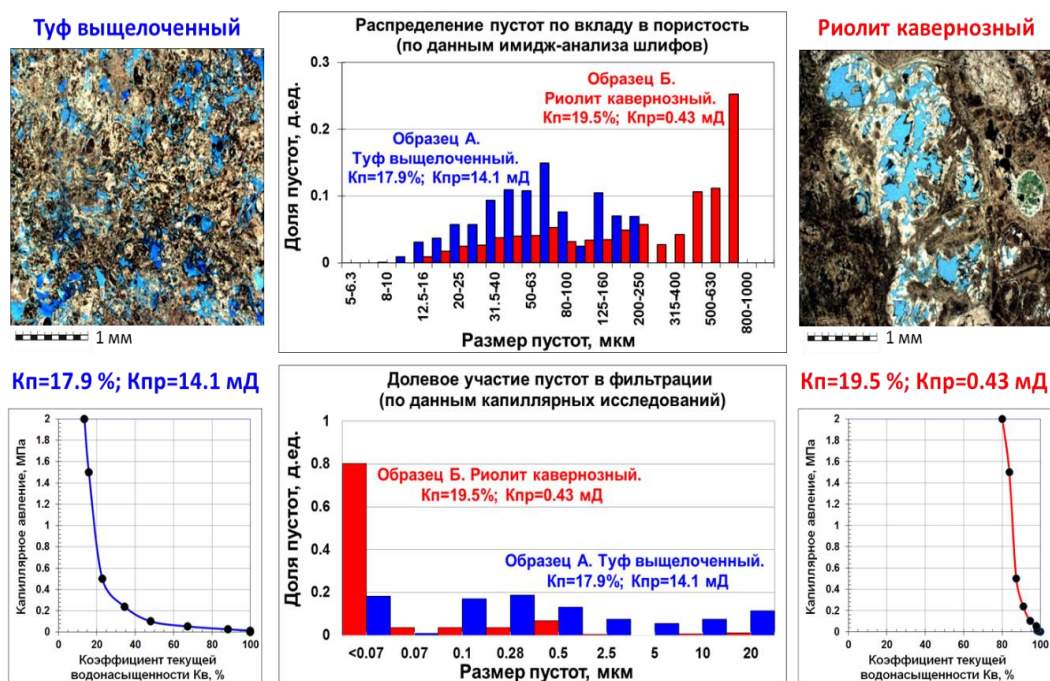 Туф выщелоченный
1 мм
Распределение пустот по вкладу в пористость
(по данным имидж-анализа шлифов)
Доля пустот, д.ед.
0.3
0.2
0.1
0
Образец Б.
Риолит кавернозный.
Кп=19.5%; Кпр=0.43 мД
Образец А.
Туф выщелоченный.
Кп=17.9%; Кпр=14.1 мД
5-6.3
8-10
12.5-16
20-25
31.5-40
50-63
80-100
125-160
200-250
315-400
500-630
800-1000
Размер пустот, мкм
Риолит кавернозный
1 мм
Кп=17.9 %; Кпр=14.1 мД
Капиллярное авление, МПа
2
1.8
1.6
1.4
1.2
1
0.8
0.6
0.4
0.2
0
0 20 40 60 80 100
Коэффициент текущей
водонасыщенности Кв, %
Долевое участие пустот в фильтрации
(по данным капиллярных исследований)
Доля пустот, д.ед.
1
0.8
0.6
0.4
0.2
0
Образец Б. Риолит кавернозный.
Кп=19.5%; Кпр=0.43 мД
Образец А. Туф выщелоченный.
Кп=17.9%; Кпр=14.1 мД
<0.07 0.07 0.1 0.28 0.5 2.5 5 10 20
Размер пустот, мкм
Кп=19.5 %; Кпр=0.43 мД
Капиллярное авление, МПа
2
1.8
1.6
1.4
1.2
1
0.8
0.6
0.4
0.2
0
0 20 40 60 80 100
Коэффициент текущей
водонасыщенности Кв, %